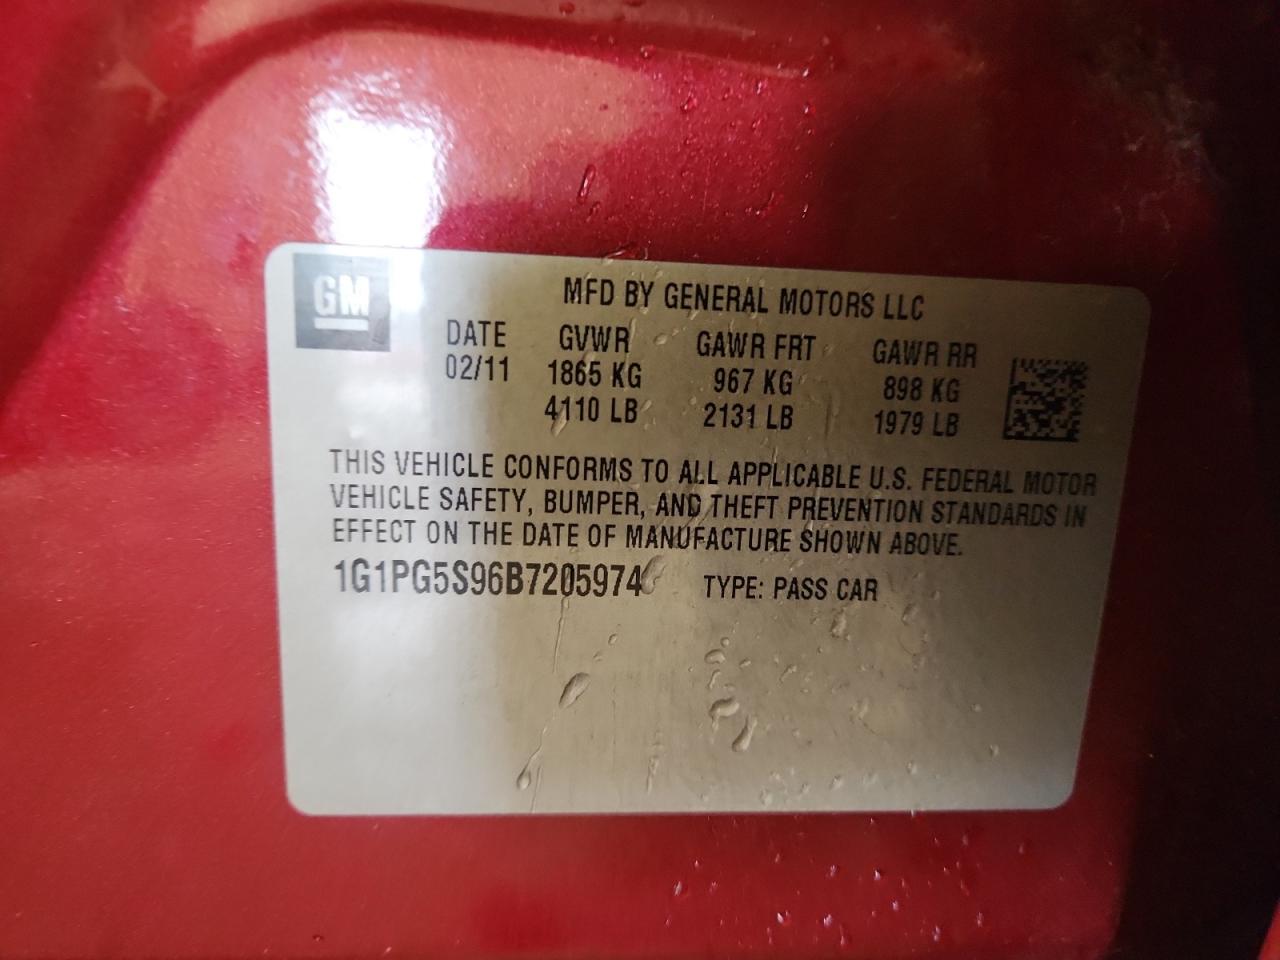 GM
MFD BY GENERAL MOTORS LLC
DATE GVWR GAWR FRT GAWR RR
02/11 1865 KG 967 KG 898 KG
4110 LB 2131 LB 1979 LB
THIS VEHICLE CONFORMS TO ALL APPLICABLE U.S. FEDERAL MOTOR
VEHICLE SAFETY, BUMPER, AND THEFT PREVENTION STANDARDS IN
EFFECT ON THE DATE OF MANUFACTURE SHOWN ABOVE.
1G1PG5S96B7205974 TYPE: PASS CAR